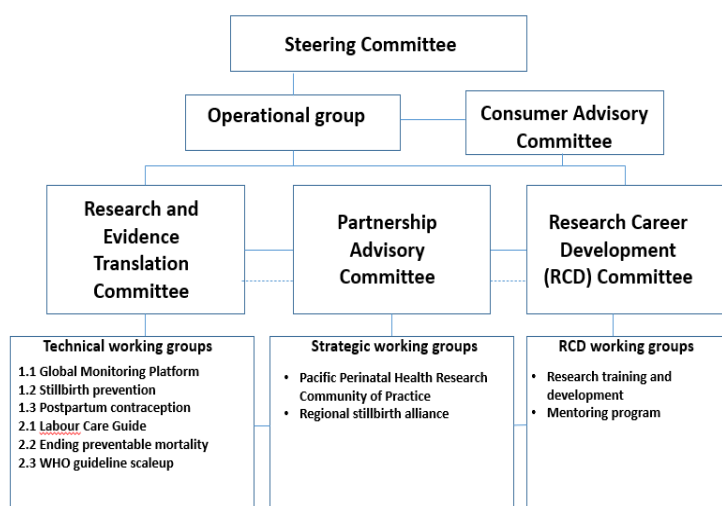 Steering Committee
Operational group
Consumer Advisory
Committee
Research and
Evidence
Translation
Committee
Partnership
Advisory
Committee
Research Career
Development
(RCD) Committee
Technical working groups
1.1 Global Monitoring Platform
1.2 Stillbirth prevention
1.3 Postpartum contraception
2.1 Labour Care Guide
2.2 Ending preventable mortality
2.3 WHO guideline scaleup
Strategic working groups
• Pacific Perinatal Health Research
Community of Practice
• Regional stillbirth alliance
RCD working groups
• Research training and
development
• Mentoring program